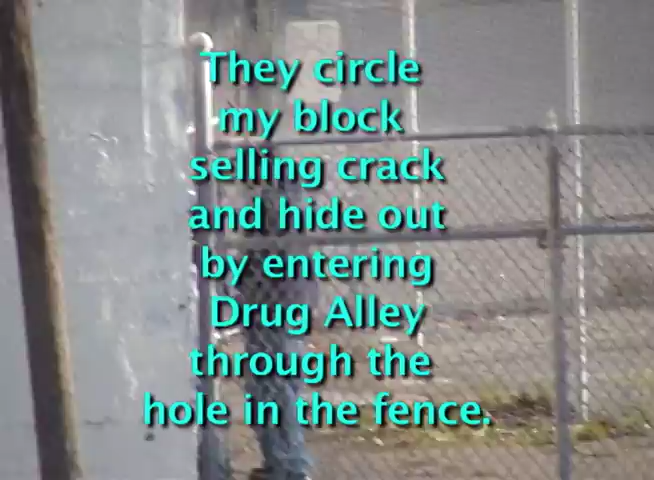 They circle
my block
selling crack
and hide out
by entering
Drug Alley
through the
hole in the fence.